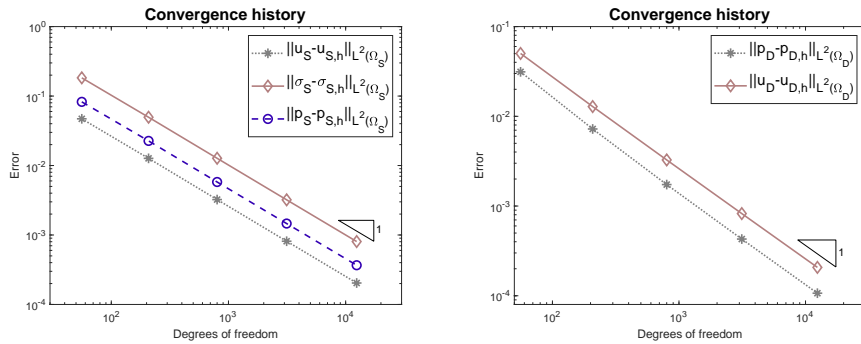 Convergence history
10^0
10^-1
10^-2
10^-3
10^-4
Error
||u_S-u_{S,h}||_{L^2(Ω_S)}
||σ_S-σ_{S,h}||_{L^2(Ω_S)}
||p_S-p_{S,h}||_{L^2(Ω_S)}
1
10^2
10^3
10^4
Degrees of freedom
Convergence history
10^-1
10^-2
10^-3
10^-4
Error
||p_D-p_{D,h}||_{L^2(Ω_D)}
||u_D-u_{D,h}||_{L^2(Ω_D)}
1
10^2
10^3
10^4
Degrees of freedom